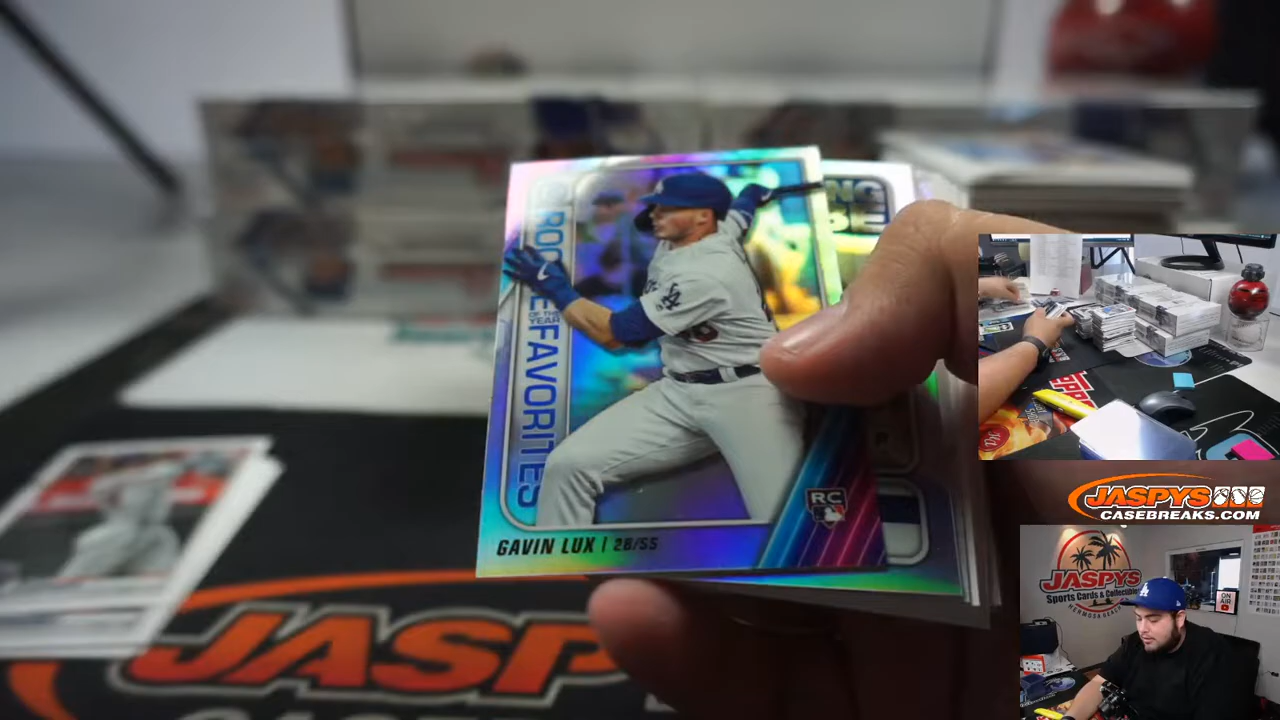 ROOKIE
OF THE
YEAR
FAVORITES
RC
GAVIN LUX | 28/55
JASPYS
CASEBREAKS.COM
JASPYS
Sports Cards & Collectibles
HERMOSA BEACH
ON
AIR
JASP